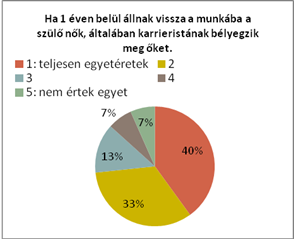 Ha 1 éven belül állnak vissza a munkába a
szülő nők, általában karrieristának bélyegzik
meg őket.
1: teljesen egyetéretek 2
3 4
5: nem értek egyet
7% 7%
40%
13%
33%